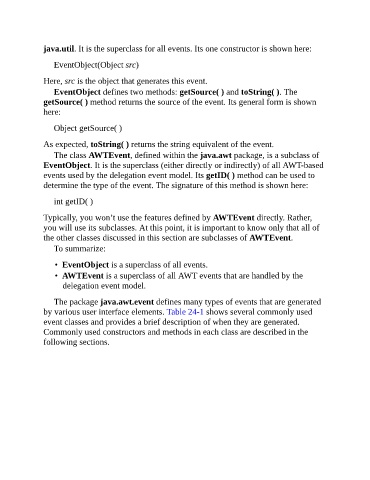 java.util. It is the superclass for all events. Its one constructor is shown here:
EventObject(Object src)
Here, src is the object that generates this event.
EventObject defines two methods: getSource( ) and toString( ). The
getSource( ) method returns the source of the event. Its general form is shown
here:
Object getSource( )
As expected, toString( ) returns the string equivalent of the event.
The class AWTEvent, defined within the java.awt package, is a subclass of
EventObject. It is the superclass (either directly or indirectly) of all AWT-based
events used by the delegation event model. Its getID( ) method can be used to
determine the type of the event. The signature of this method is shown here:
int getID( )
Typically, you won’t use the features defined by AWTEvent directly. Rather,
you will use its subclasses. At this point, it is important to know only that all of
the other classes discussed in this section are subclasses of AWTEvent.
To summarize:
• EventObject is a superclass of all events.
• AWTEvent is a superclass of all AWT events that are handled by the
delegation event model.
The package java.awt.event defines many types of events that are generated
by various user interface elements. Table 24-1 shows several commonly used
event classes and provides a brief description of when they are generated.
Commonly used constructors and methods in each class are described in the
following sections.